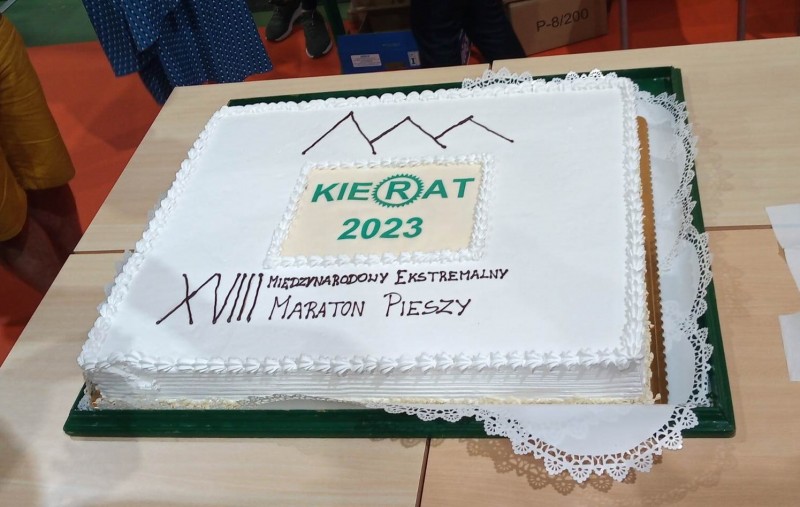 P-8/200
KIERAT
2023
XVIII MIĘDZYNARODOWY EKSTREMALNY
MARATON PIESZY